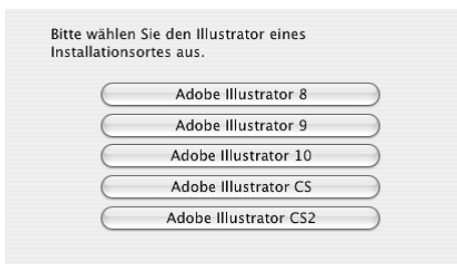 Bitte wählen Sie den Illustrator eines
Installationsortes aus.
Adobe Illustrator 8
Adobe Illustrator 9
Adobe Illustrator 10
Adobe Illustrator CS
Adobe Illustrator CS2